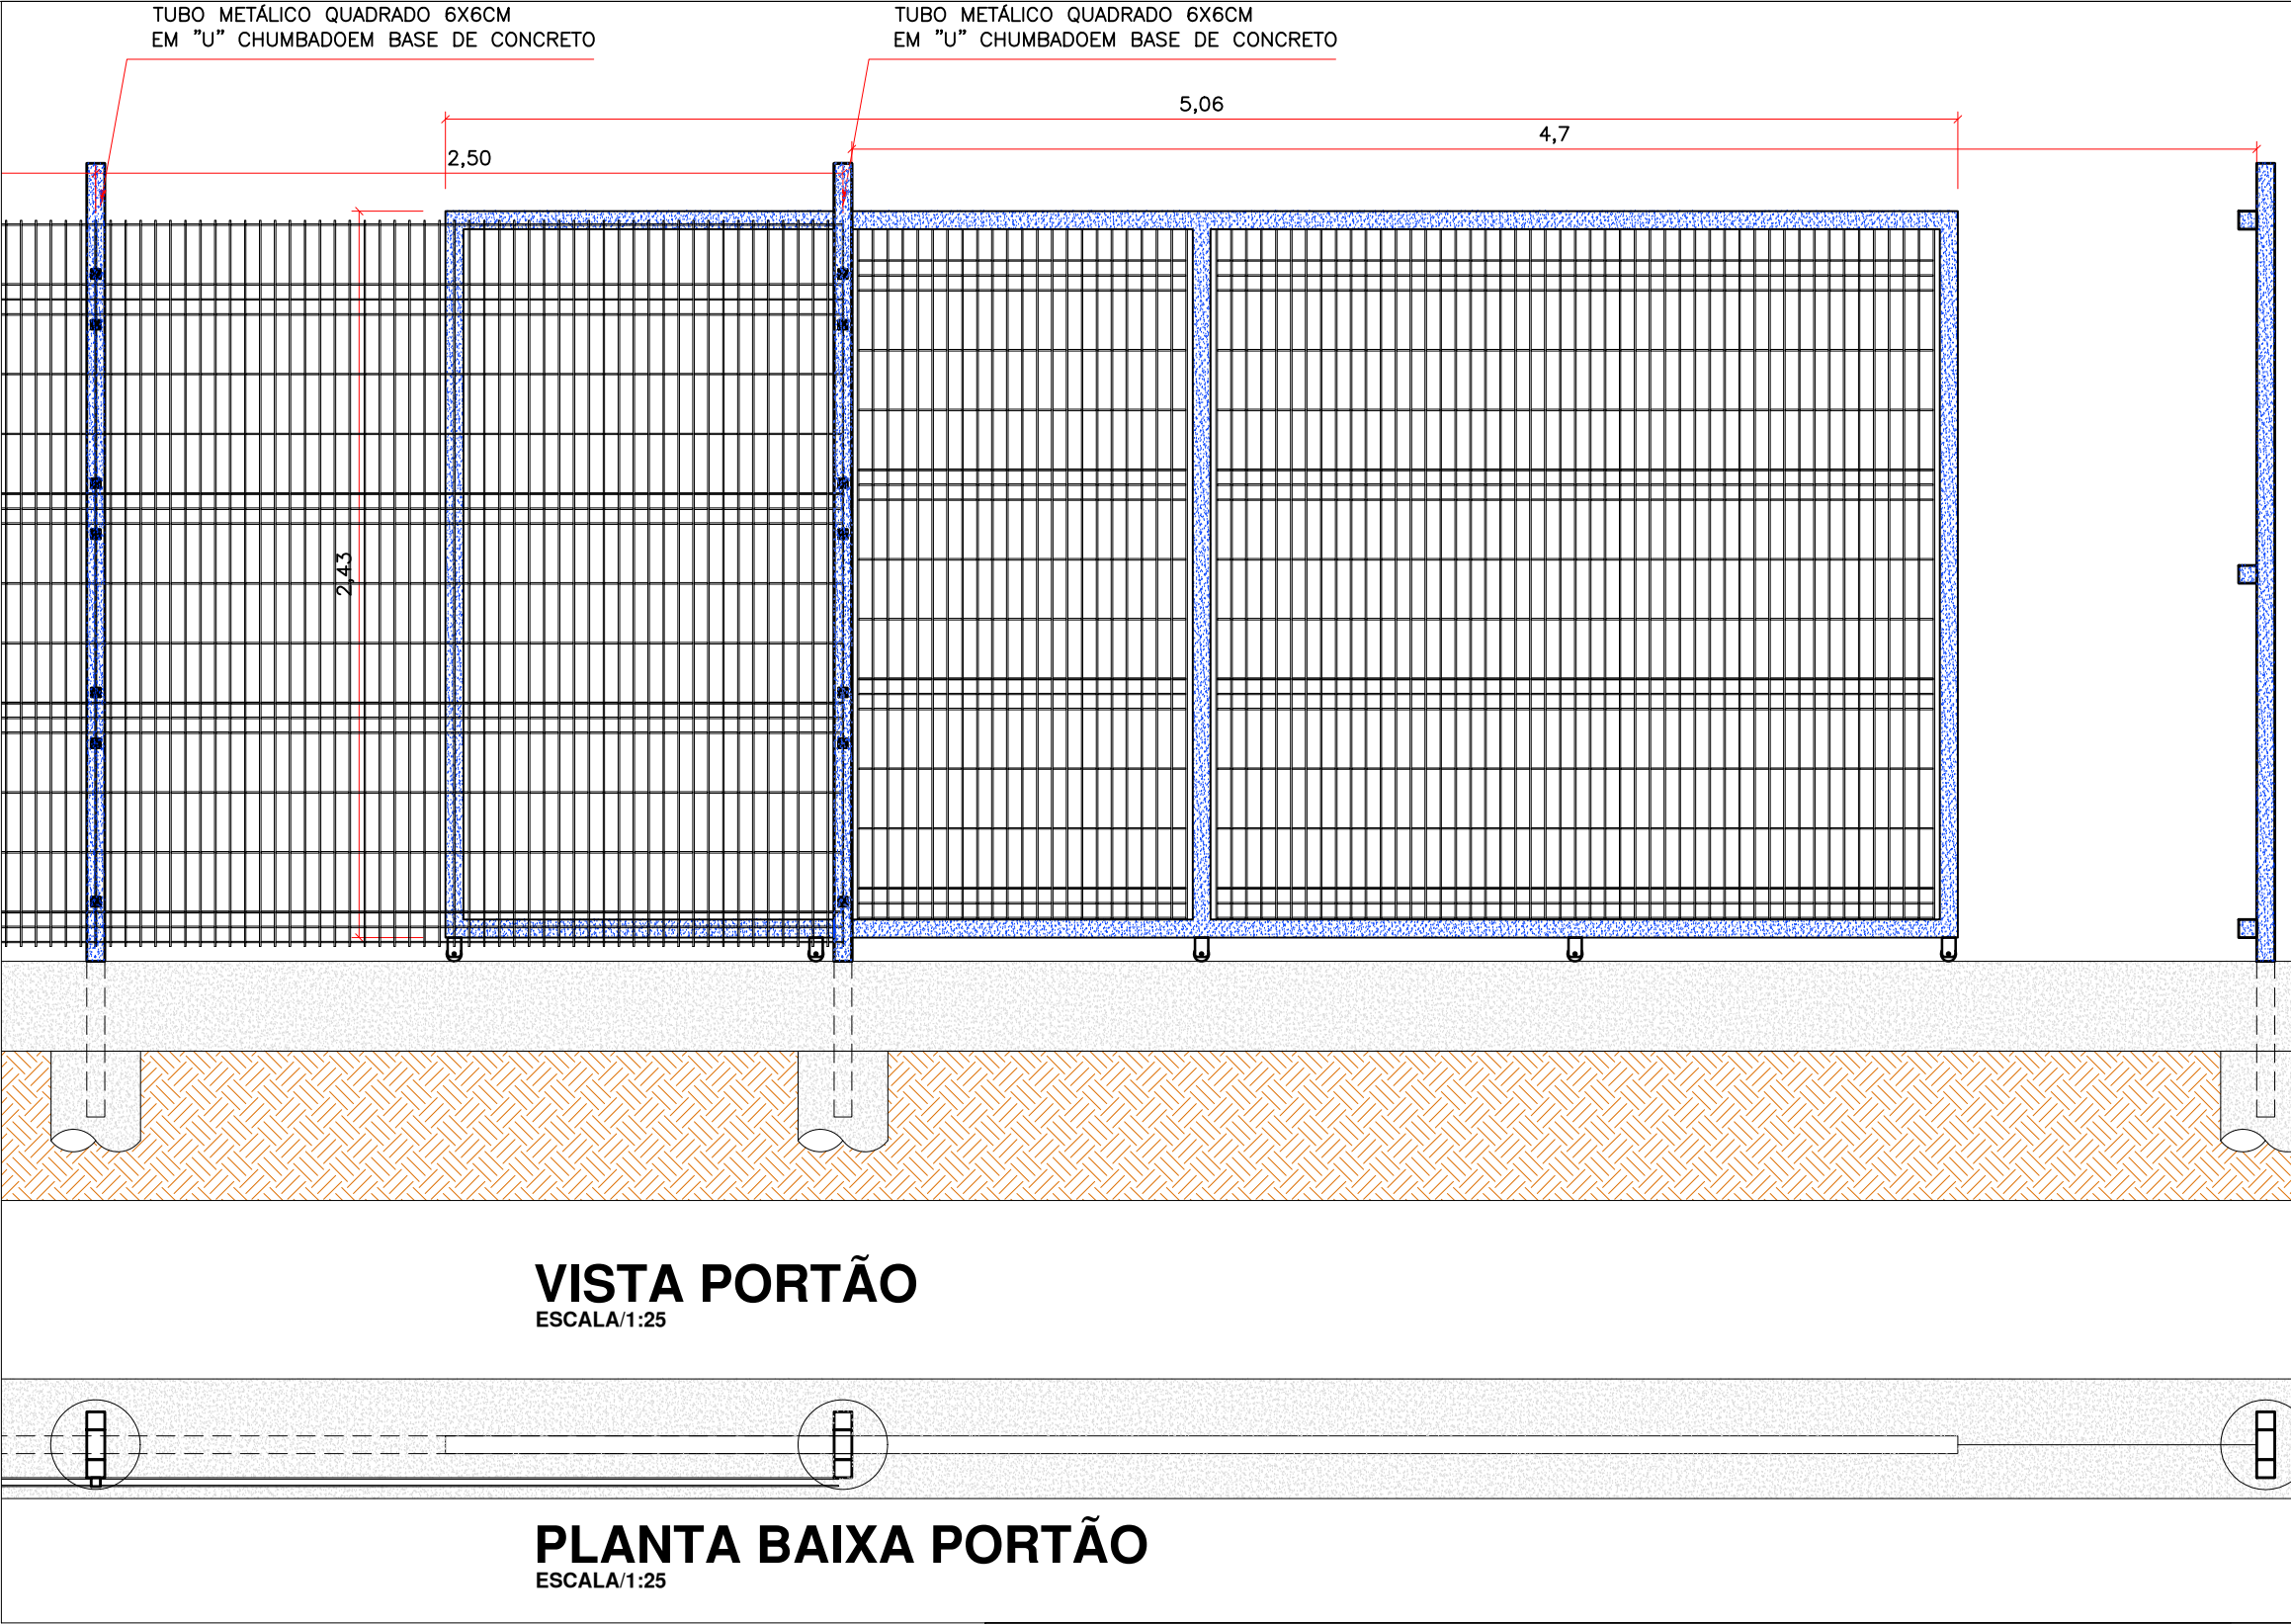 TUBO METÁLICO QUADRADO 6X6CM
EM "U" CHUMBADOEM BASE DE CONCRETO
TUBO METÁLICO QUADRADO 6X6CM
EM "U" CHUMBADOEM BASE DE CONCRETO
5,06
4,7
2,50
2,43
VISTA PORTÃO
ESCALA/1:25
PLANTA BAIXA PORTÃO
ESCALA/1:25